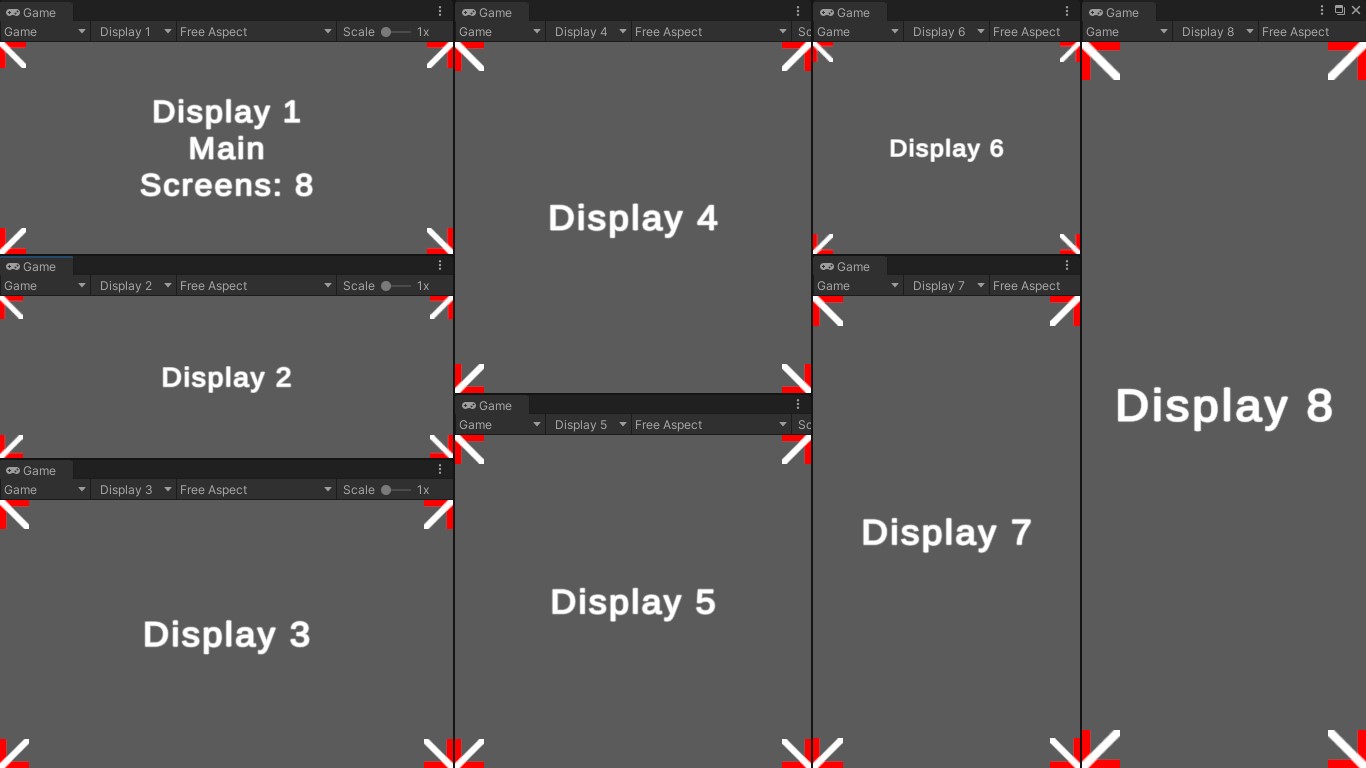 Game
Game Display 1 Free Aspect Scale 1x
Display 1
Main
Screens: 8
Game
Game Display 2 Free Aspect Scale 1x
Display 2
Game
Game Display 3 Free Aspect Scale 1x
Display 3
Game
Game Display 4 Free Aspect Sc
Display 4
Game
Game Display 5 Free Aspect Sc
Display 5
Game
Game Display 6 Free Aspect
Display 6
Game
Game Display 7 Free Aspect
Display 7
Game
Game Display 8 Free Aspect
Display 8